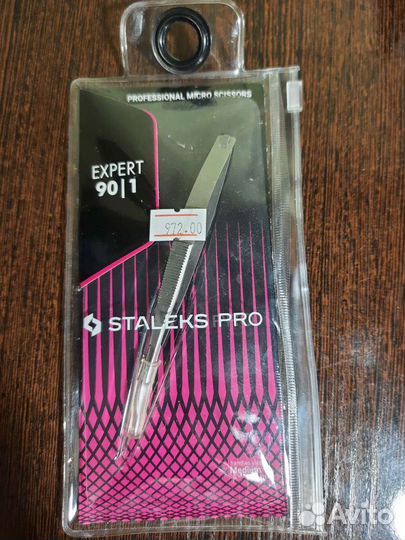 PROFESSIONAL MICRO SCISSORS
EXPERT
90|1
972.00
STALEKS PRO
Medium
Avito